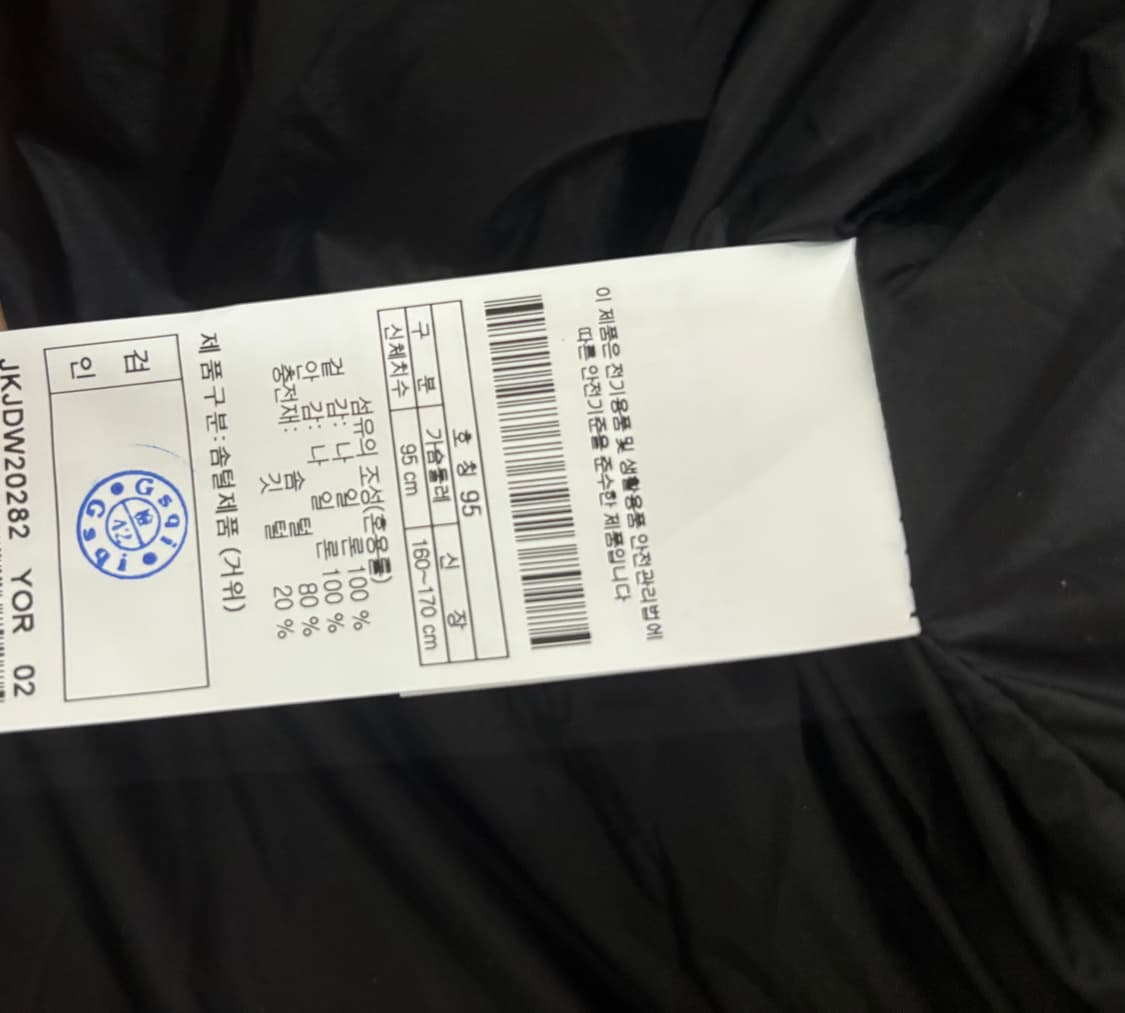 이 제품은 전기용품 및 생활용품 안전관리법에
따른 안전기준을 준수한 제품입니다
호 칭 95
구 분 가슴둘레 신 장
신체치수 95 cm 160~170 cm
섬유의 조성(혼용률)
겉 감: 나 일 론 100 %
안 감: 나 일 론 100 %
충전재: 솜 털 80 %
깃 털 20 %
제품구분: 솜털제품 (거위)
검
인
Gsqi
Gsbi
JKJDW20282 YOR 02